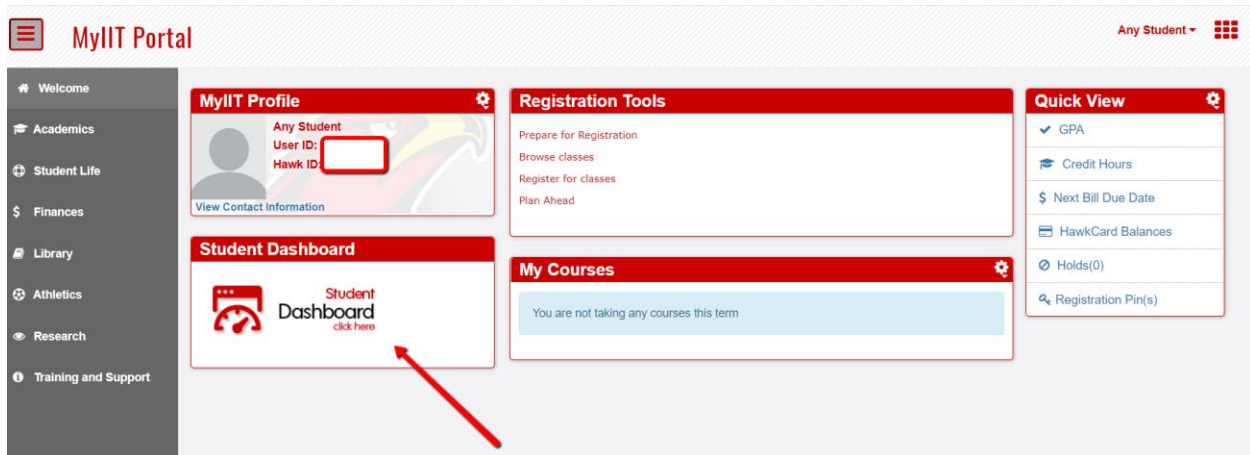 MyIIT Portal
Any Student
Welcome
Academics
Student Life
Finances
Library
Athletics
Research
Training and Support
MyIIT Profile
Any Student
User ID:
Hawk ID:
View Contact Information
Student Dashboard
Student
Dashboard
click here
Registration Tools
Prepare for Registration
Browse classes
Register for classes
Plan Ahead
My Courses
You are not taking any courses this term
Quick View
GPA
Credit Hours
$ Next Bill Due Date
HawkCard Balances
Holds(0)
Registration Pin(s)